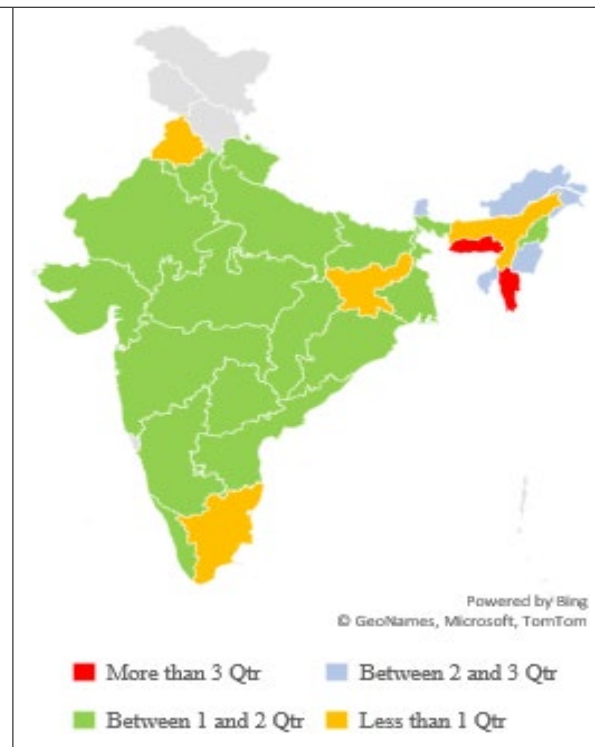 Powered by Bing
© GeoNames, Microsoft, TomTom
More than 3 Qtr
Between 2 and 3 Qtr
Between 1 and 2 Qtr
Less than 1 Qtr